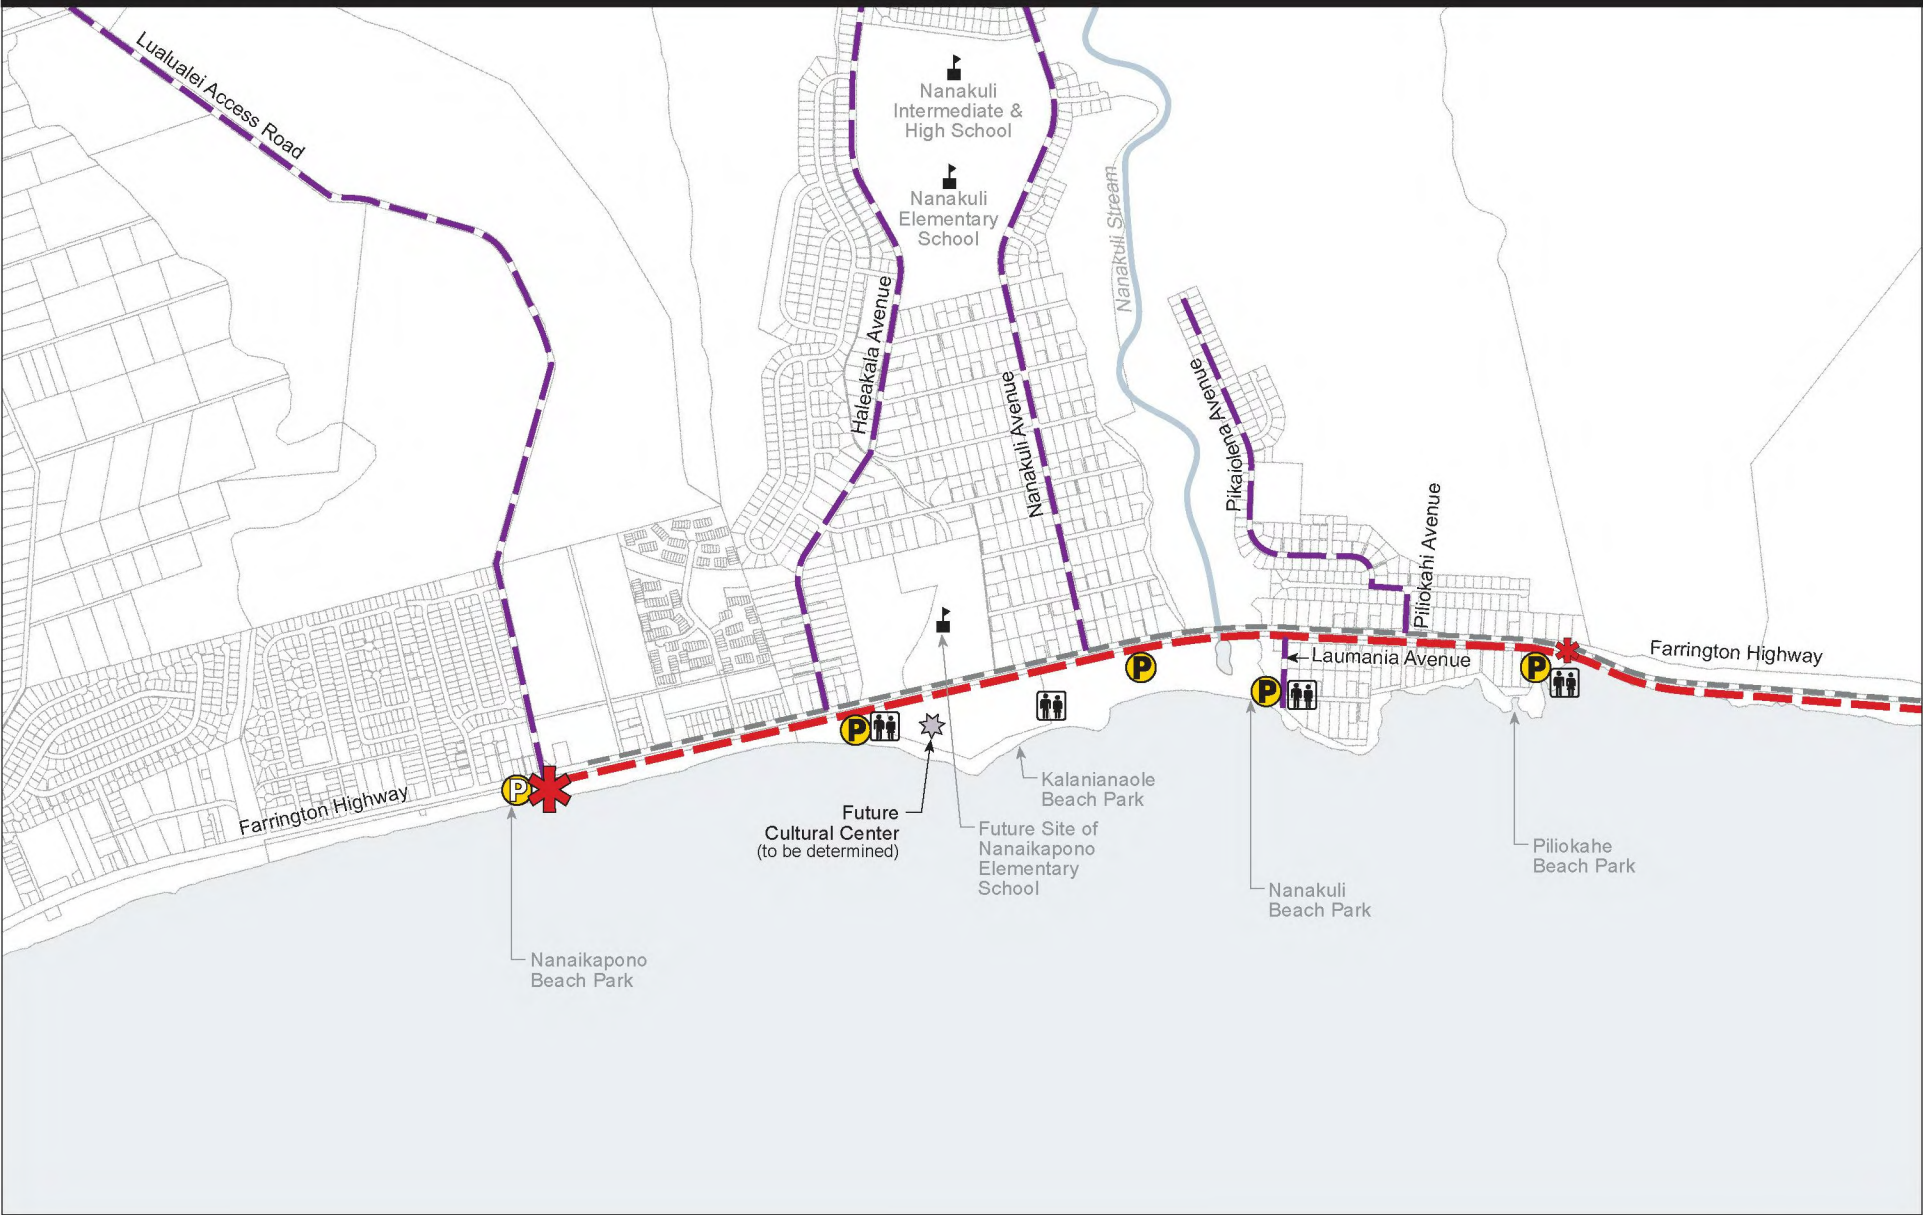 Lualualei Access Road
Nanakuli
Intermediate &
High School
Nanakuli
Elementary
School
Nanakuli Stream
Haleakala Avenue
Nanakuli Avenue
Pikaiolena Avenue
Piliokahi Avenue
Farrington Highway
Laumania Avenue
P
P
P
P
P
Farrington Highway
Kalanianaole
Beach Park
Future
Cultural Center
(to be determined)
Future Site of
Nanaikapono
Elementary
School
Piliokahe
Beach Park
Nanakuli
Beach Park
Nanaikapono
Beach Park